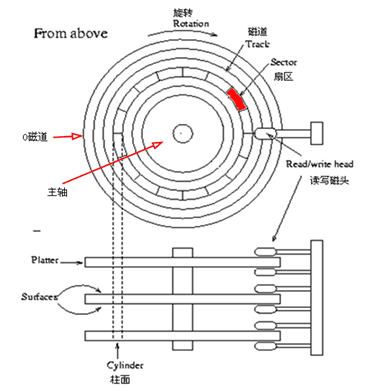 旋转
Rotation
From above
磁道
Track
Sector
扇区
0磁道
Read/write head
读写磁头
主轴
Platter
Surfaces
Cylinder
柱面